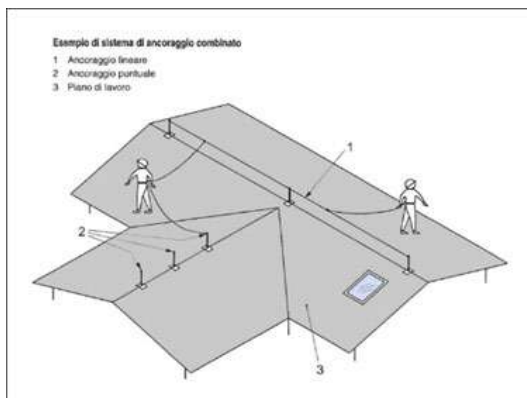 Esempio di sistema di ancoraggio combinato
1 Ancoraggio lineare
2 Ancoraggio puntuale
3 Piano di lavoro
1
2
3